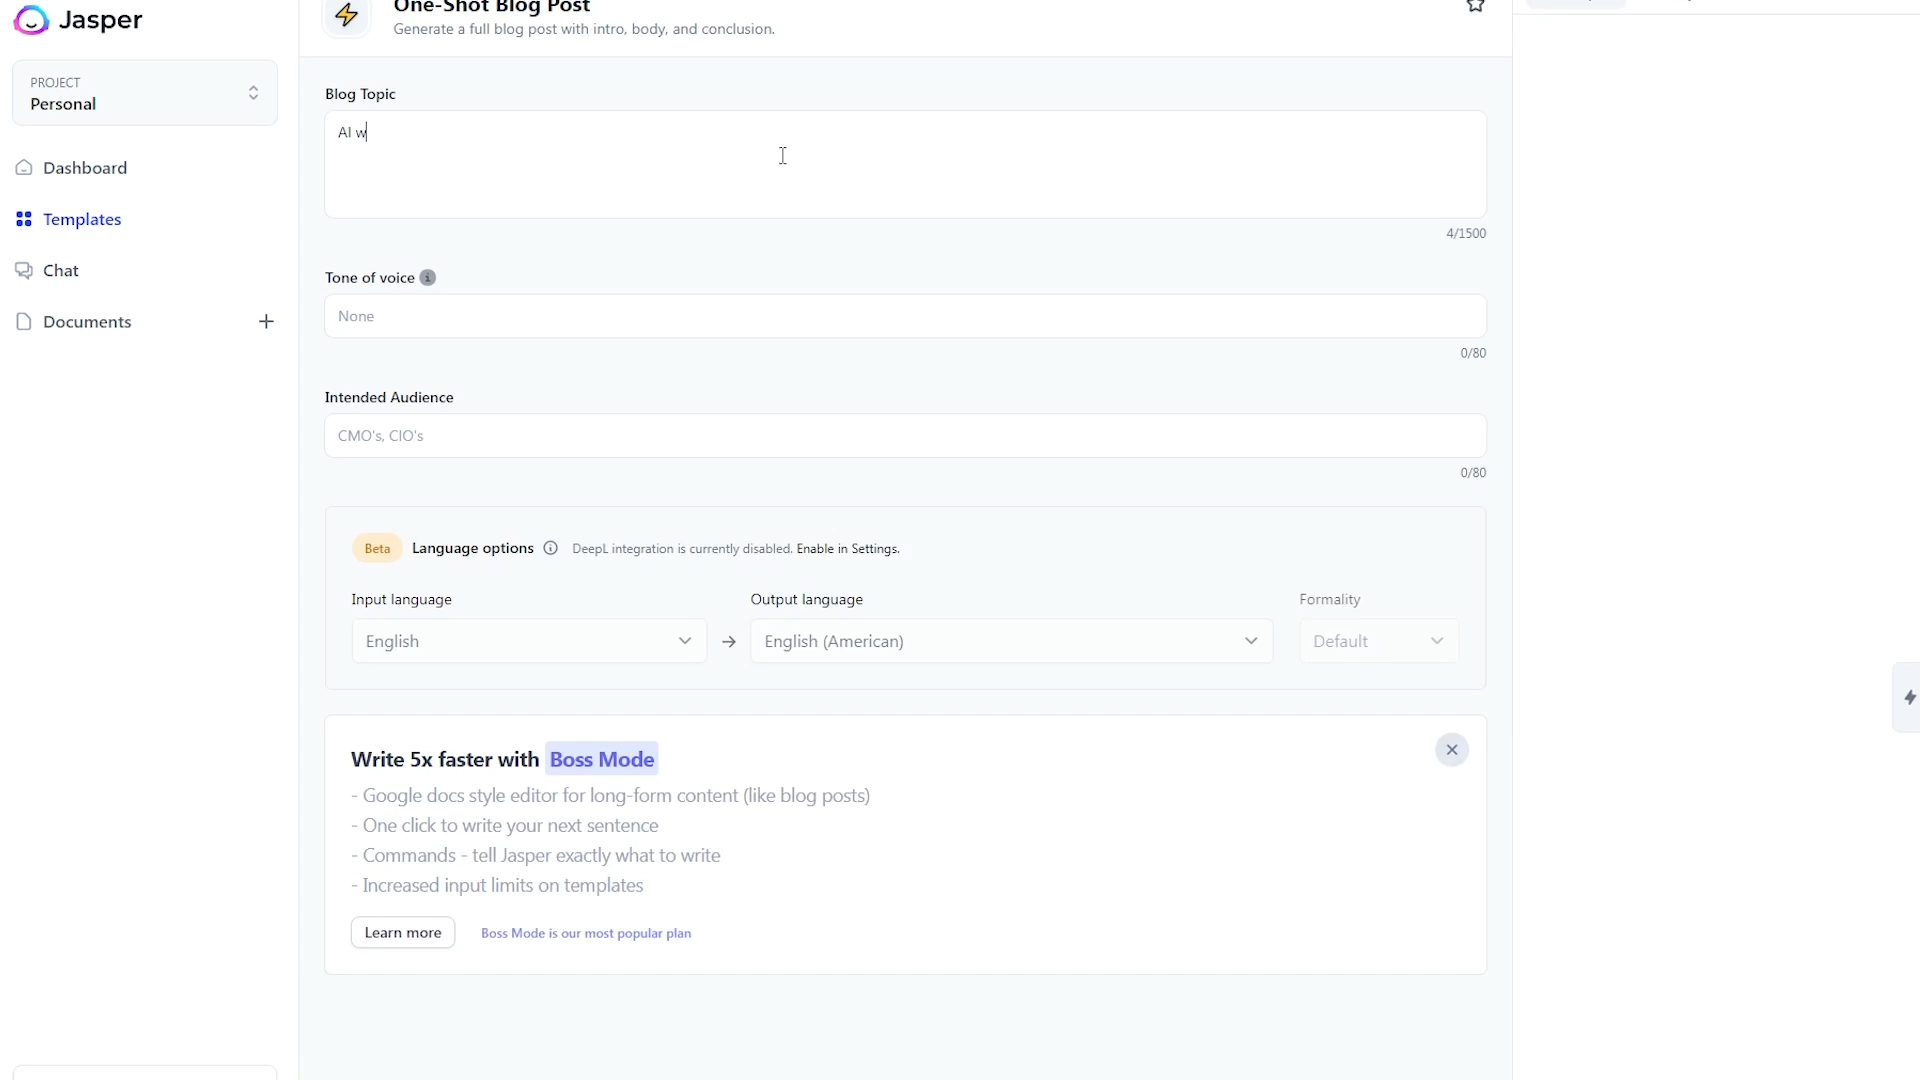 Jasper
PROJECT
Personal
Dashboard
Templates
Chat
Documents
One-Shot Blog Post
Generate a full blog post with intro, body, and conclusion.
Blog Topic
AI w
4/1500
Tone of voice
None
0/80
Intended Audience
CMO's, CIO's
0/80
Beta Language options DeepL integration is currently disabled. Enable in Settings.
Input language Output language Formality
English English (American) Default
Write 5x faster with Boss Mode
- Google docs style editor for long-form content (like blog posts)
- One click to write your next sentence
- Commands - tell Jasper exactly what to write
- Increased input limits on templates
Learn more Boss Mode is our most popular plan